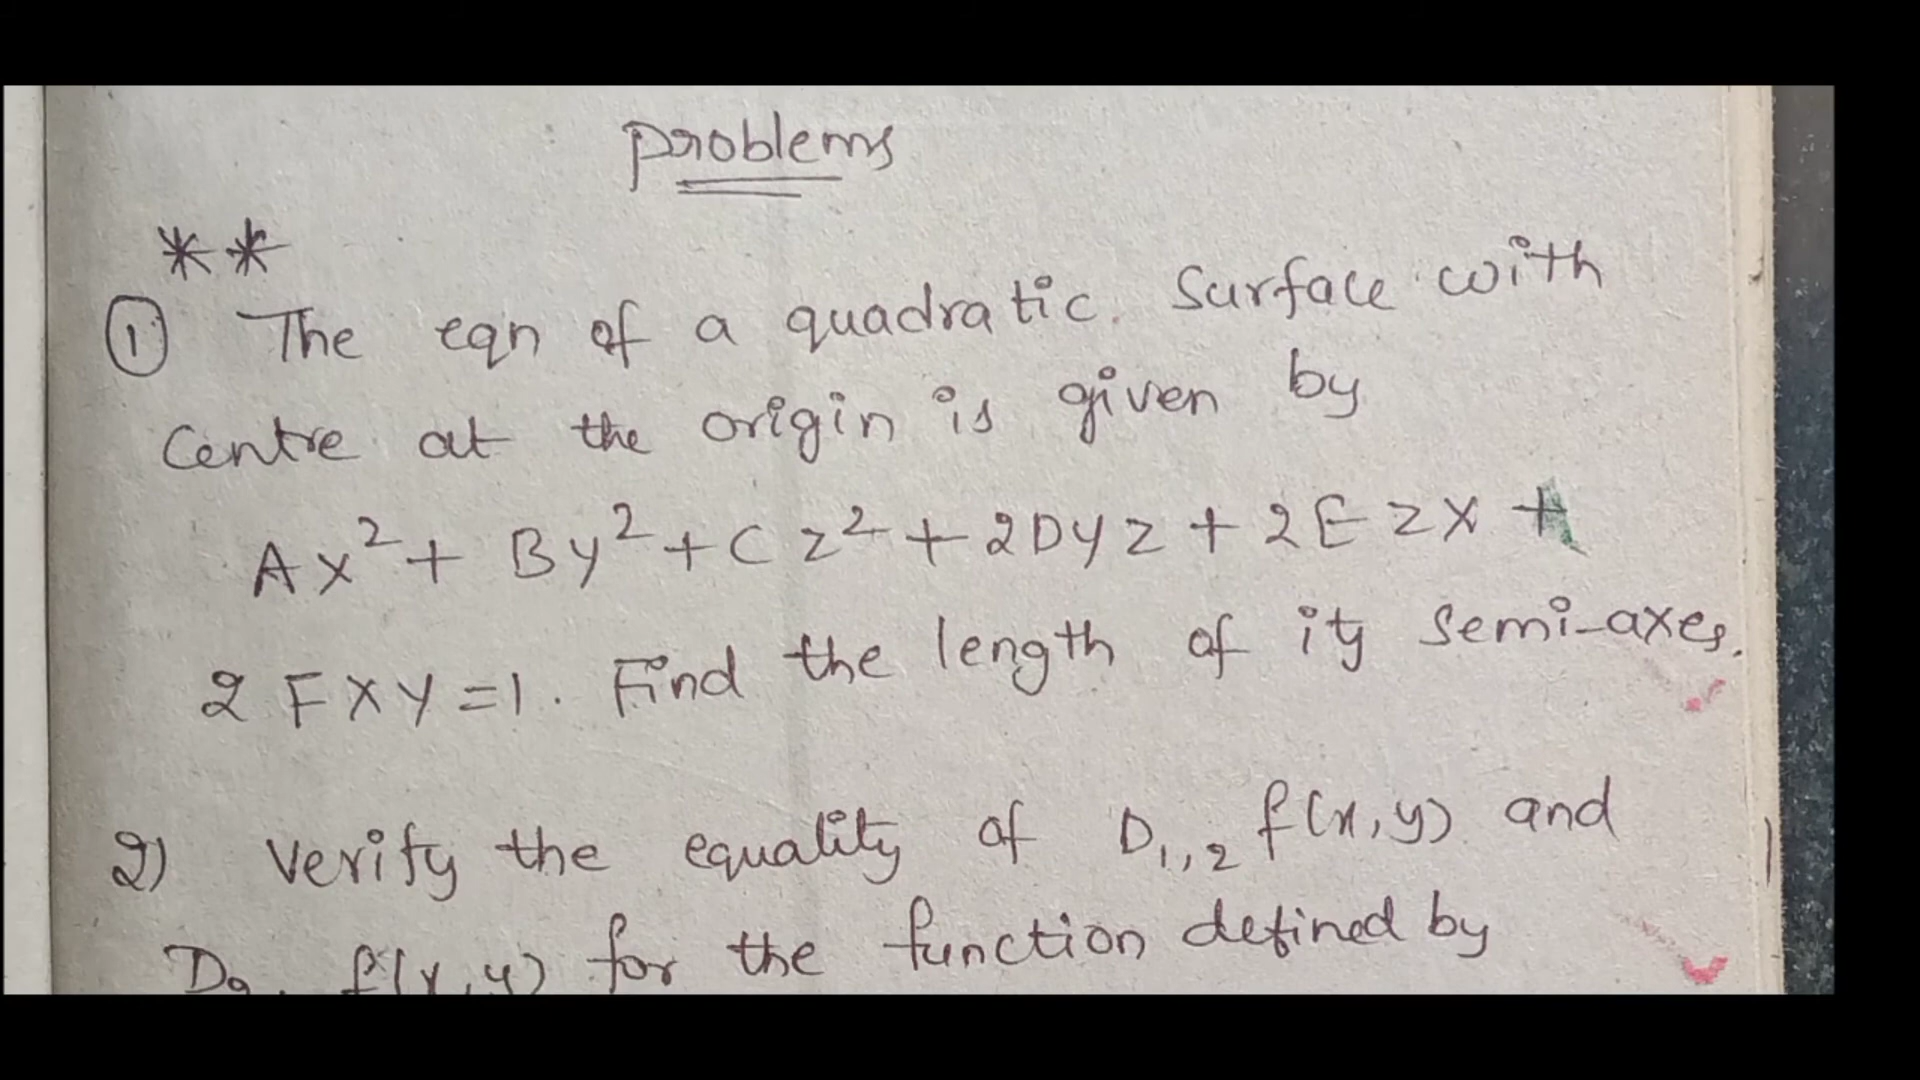 Problems
**
① The eqn of a quadratic. Surface with
Centre at the origin is given by
Ax² + By² + Cz² + 2Dyz + 2Ezx +
2Fxy = 1. Find the length of its semi-axes.
2) Verify the equality of D₁,,₂ f(x,y) and
D₂, f(x,y) for the function defined by